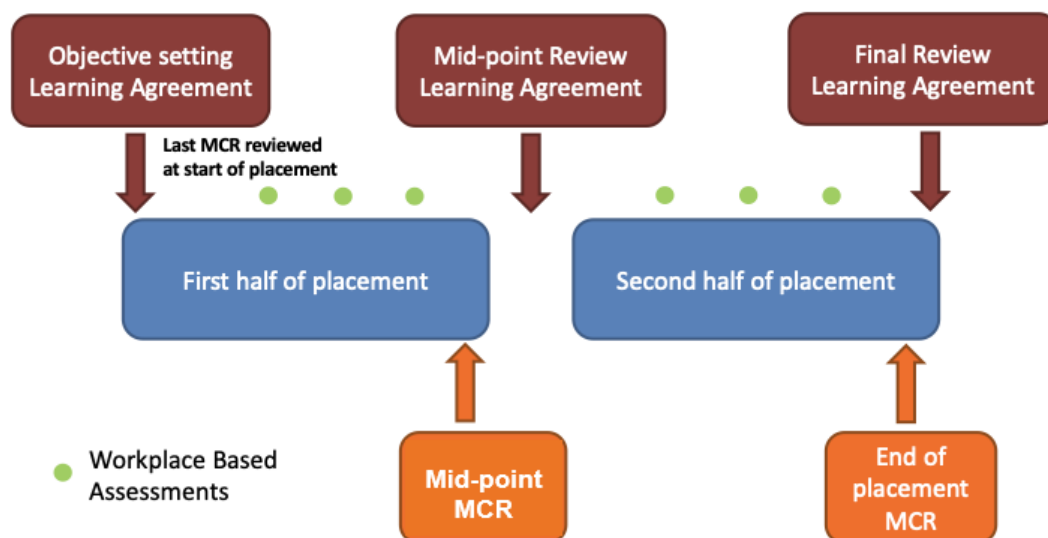 Objective setting
Learning Agreement
Mid-point Review
Learning Agreement
Final Review
Learning Agreement
Last MCR reviewed
at start of placement
First half of placement
Second half of placement
Workplace Based
Assessments
Mid-point
MCR
End of
placement
MCR